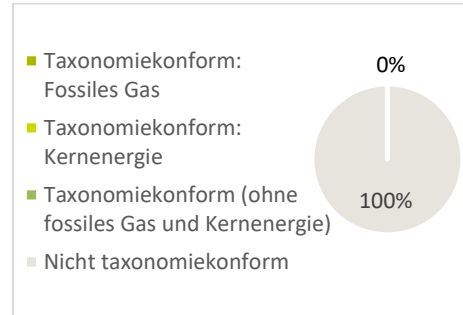 Taxonomiekonform:
Fossiles Gas
Taxonomiekonform:
Kernenergie
Taxonomiekonform (ohne
fossiles Gas und Kernenergie)
Nicht taxonomiekonform
0%
100%